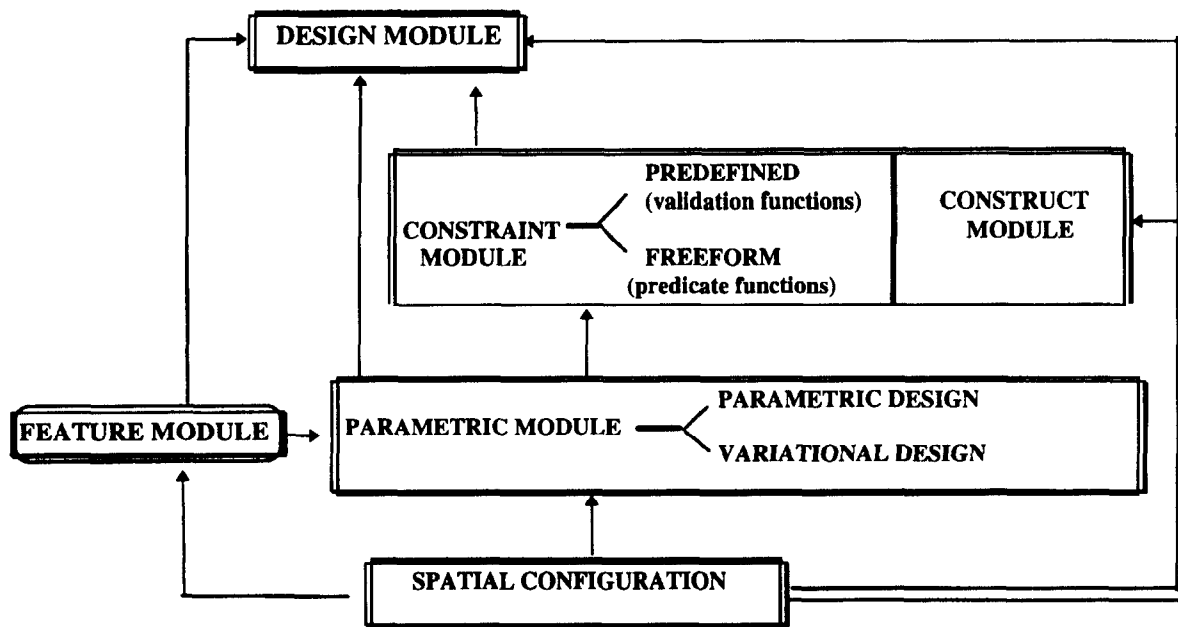 DESIGN MODULE
PREDEFINED
(validation functions)
CONSTRAINT
MODULE
FREEFORM
(predicate functions)
CONSTRUCT
MODULE
FEATURE MODULE
PARAMETRIC MODULE
PARAMETRIC DESIGN
VARIATIONAL DESIGN
SPATIAL CONFIGURATION